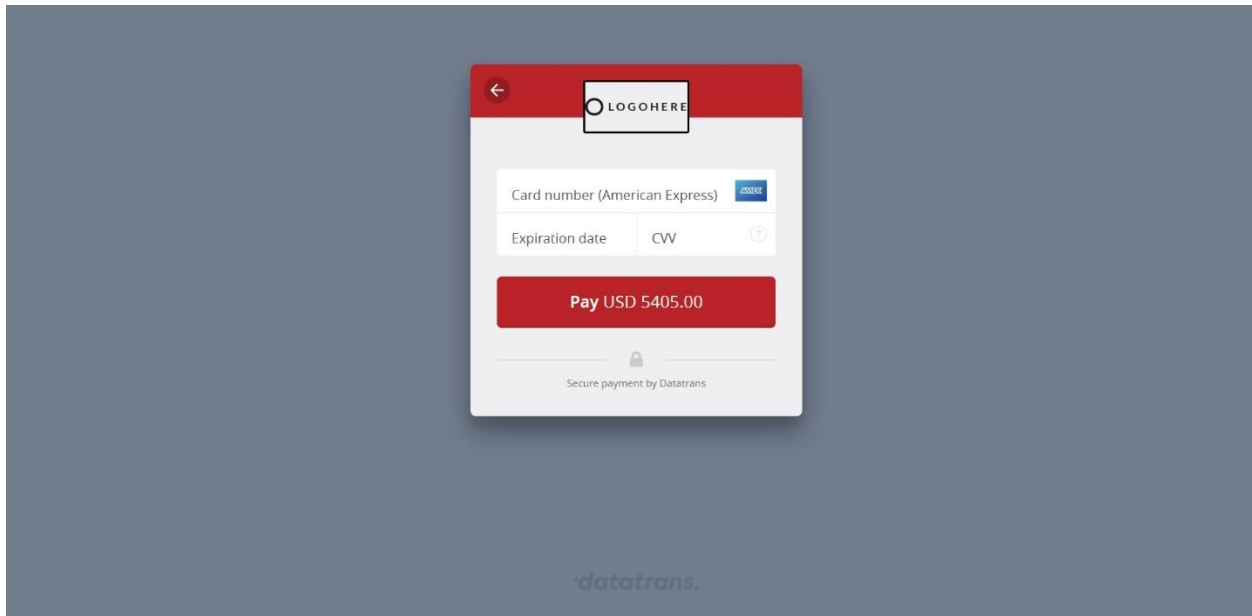 LOGOHERE
Card number (American Express)
AMEX
Expiration date
CVV
?
Pay USD 5405.00
Secure payment by Datatrans
datatrans.